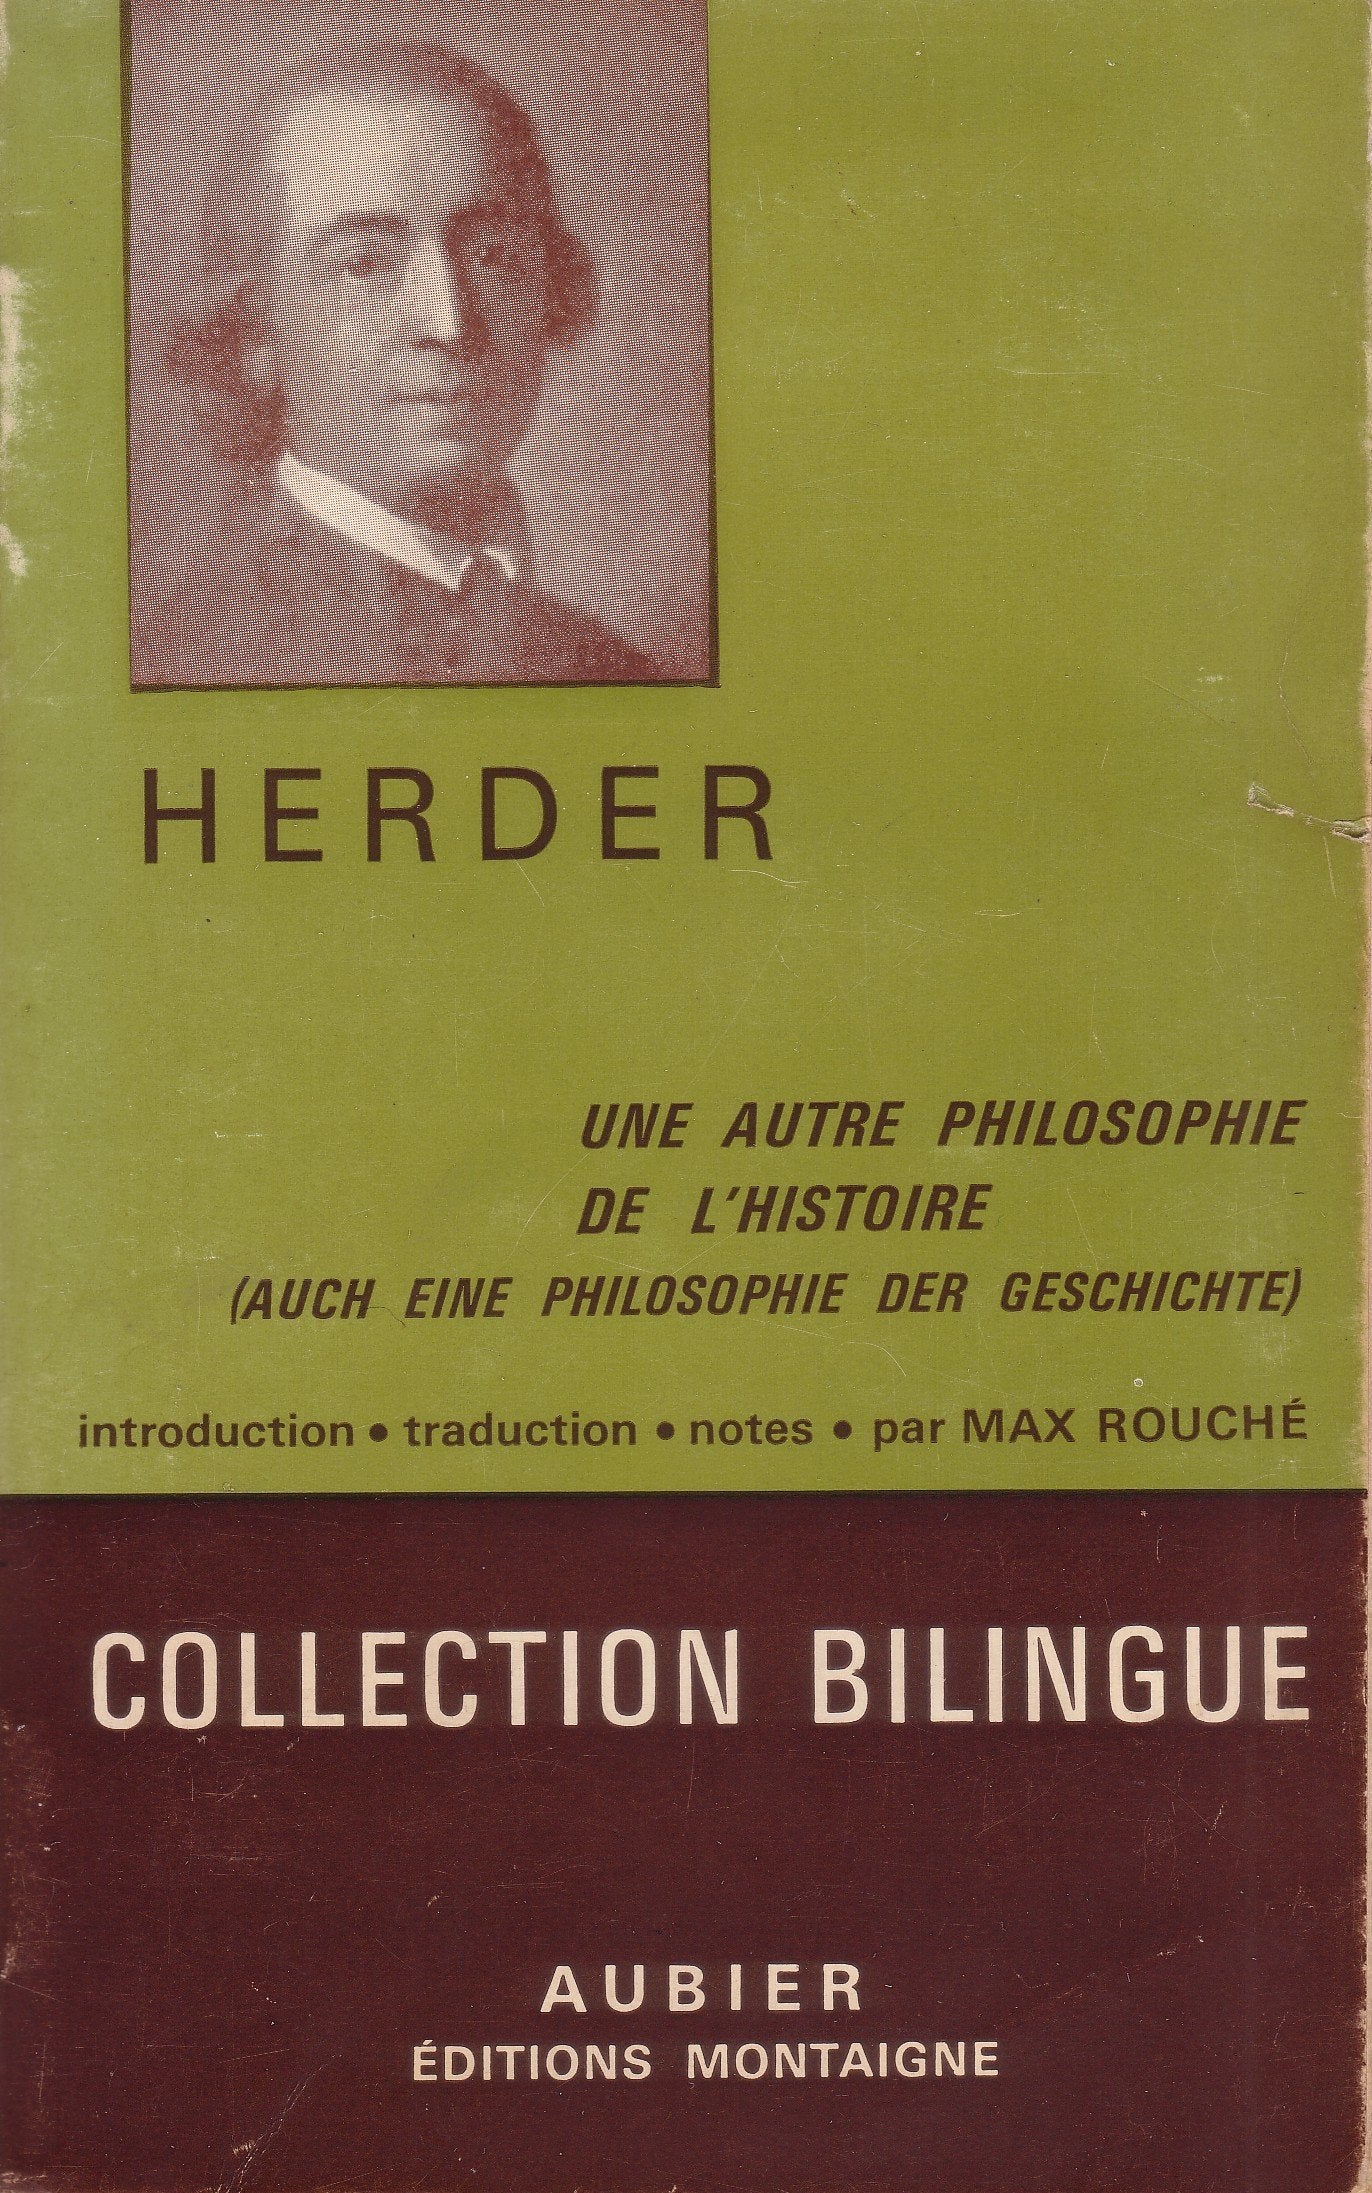 HERDER
UNE AUTRE PHILOSOPHIE
DE L'HISTOIRE
(AUCH EINE PHILOSOPHIE DER GESCHICHTE)
introduction • traduction • notes • par MAX ROUCHÉ
COLLECTION BILINGUE
AUBIER
ÉDITIONS MONTAIGNE